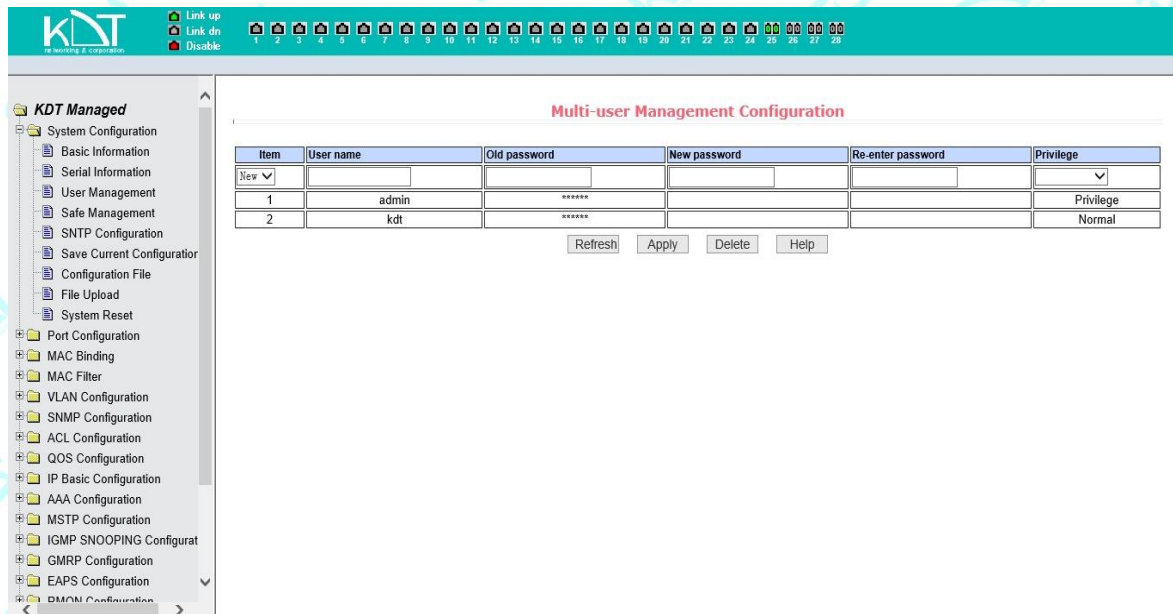 Link up
Link dn
Disable
KDT
networking & corporation
1 2 3 4 5 6 7 8 9 10 11 12 13 14 15 16 17 18 19 20 21 22 23 24 25 26 27 28
KDT Managed
System Configuration
Basic Information
Serial Information
User Management
Safe Management
SNTP Configuration
Save Current Configuration
Configuration File
File Upload
System Reset
Port Configuration
MAC Binding
MAC Filter
VLAN Configuration
SNMP Configuration
ACL Configuration
QOS Configuration
IP Basic Configuration
AAA Configuration
MSTP Configuration
IGMP SNOOPING Configurat
GMRP Configuration
EAPS Configuration
RMON Configuration
Multi-user Management Configuration
Item User name Old password New password Re-enter password Privilege
New
1 admin ****** Privilege
2 kdt ****** Normal
Refresh Apply Delete Help